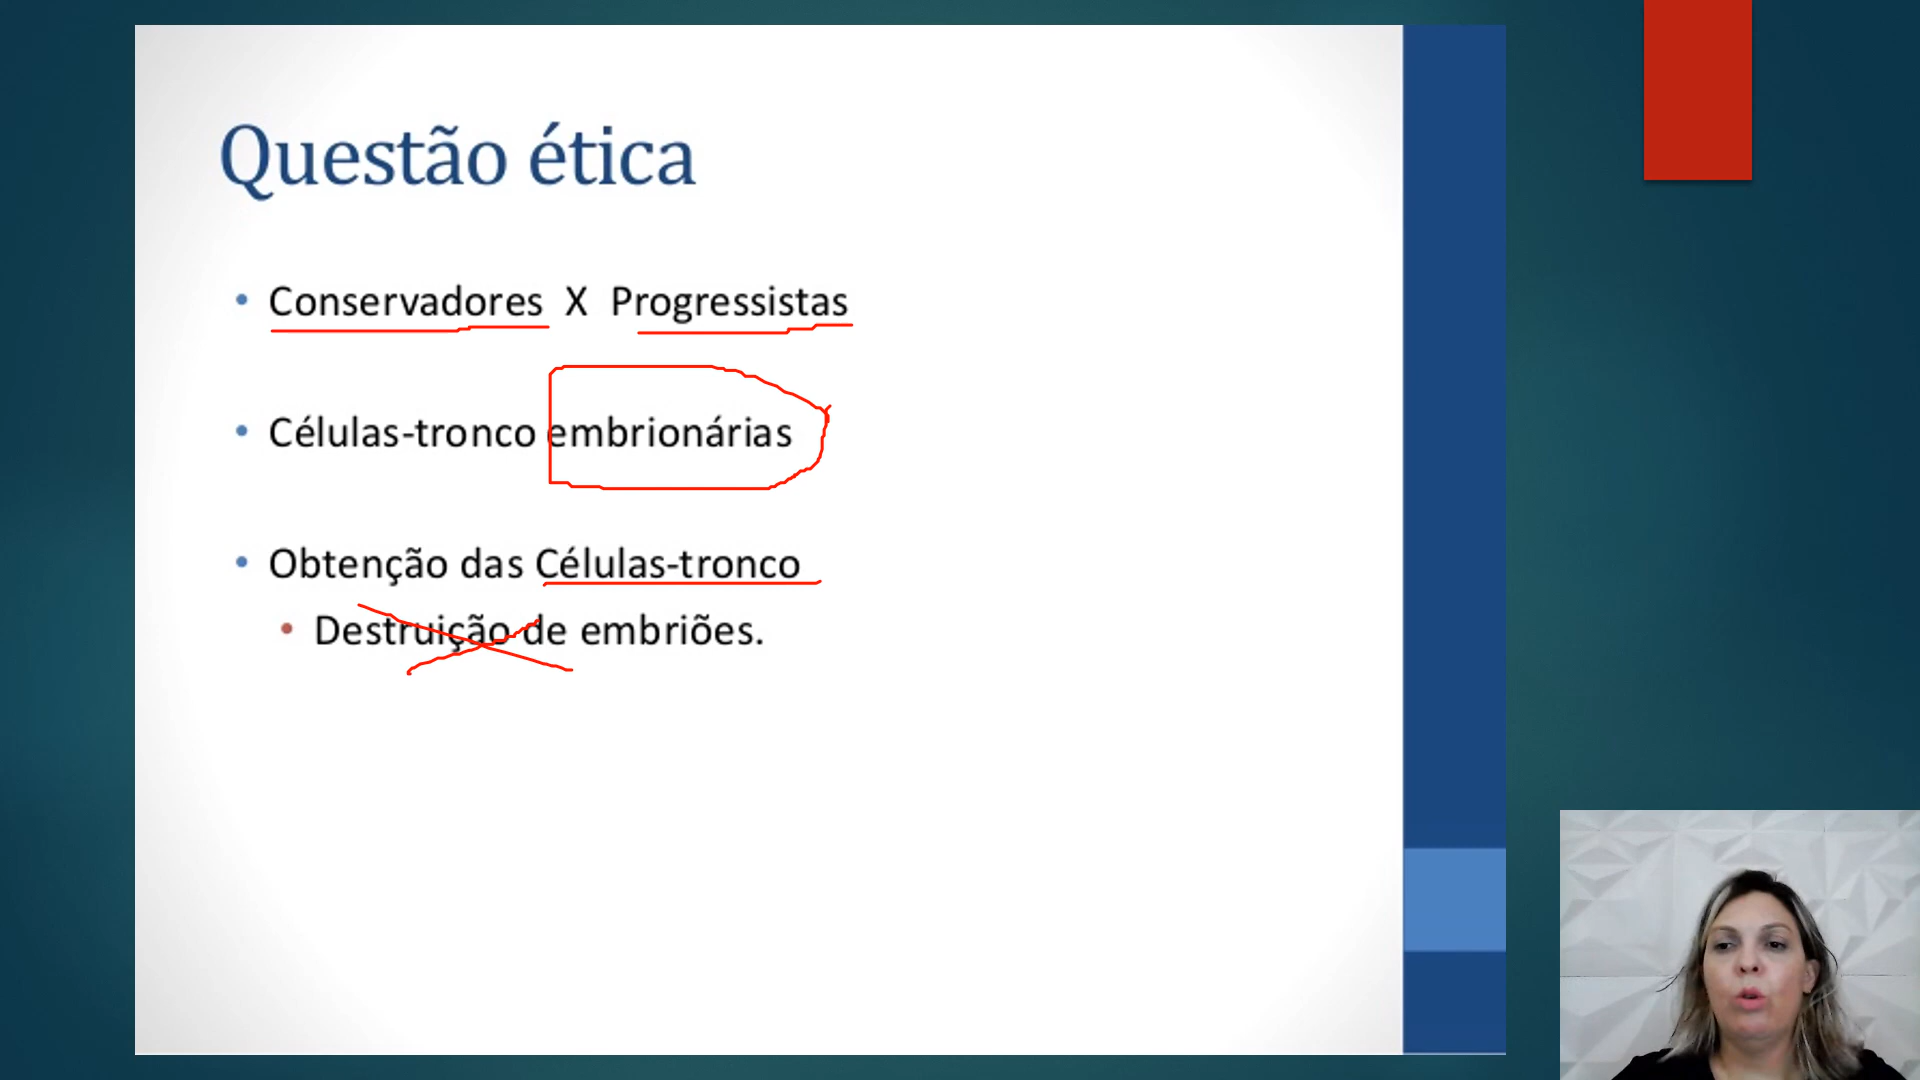 Questão ética
• Conservadores X Progressistas
• Células-tronco embrionárias
• Obtenção das Células-tronco
• Destruição de embriões.